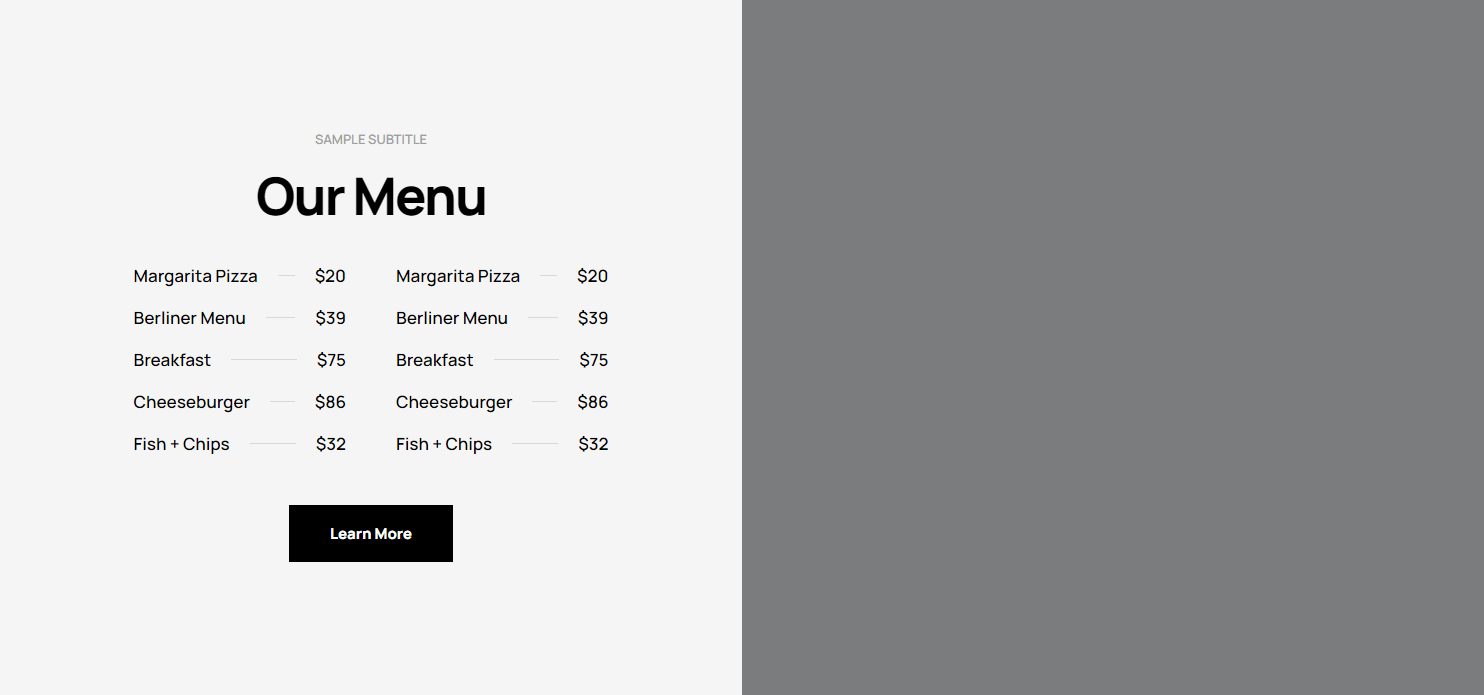 SAMPLE SUBTITLE
Our Menu
Margarita Pizza $20
Berliner Menu $39
Breakfast $75
Cheeseburger $86
Fish + Chips $32
Margarita Pizza $20
Berliner Menu $39
Breakfast $75
Cheeseburger $86
Fish + Chips $32
Learn More